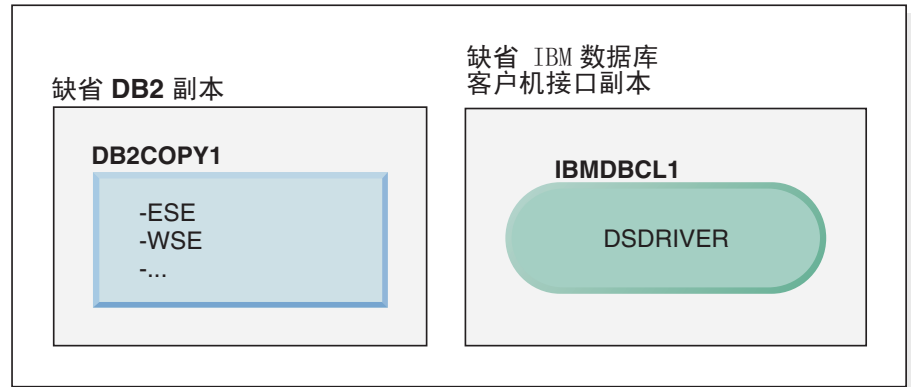 缺省 DB2 副本
DB2COPY1
-ESE
-WSE
-...
缺省 IBM 数据库
客户机接口副本
IBMDBCL1
DSDRIVER